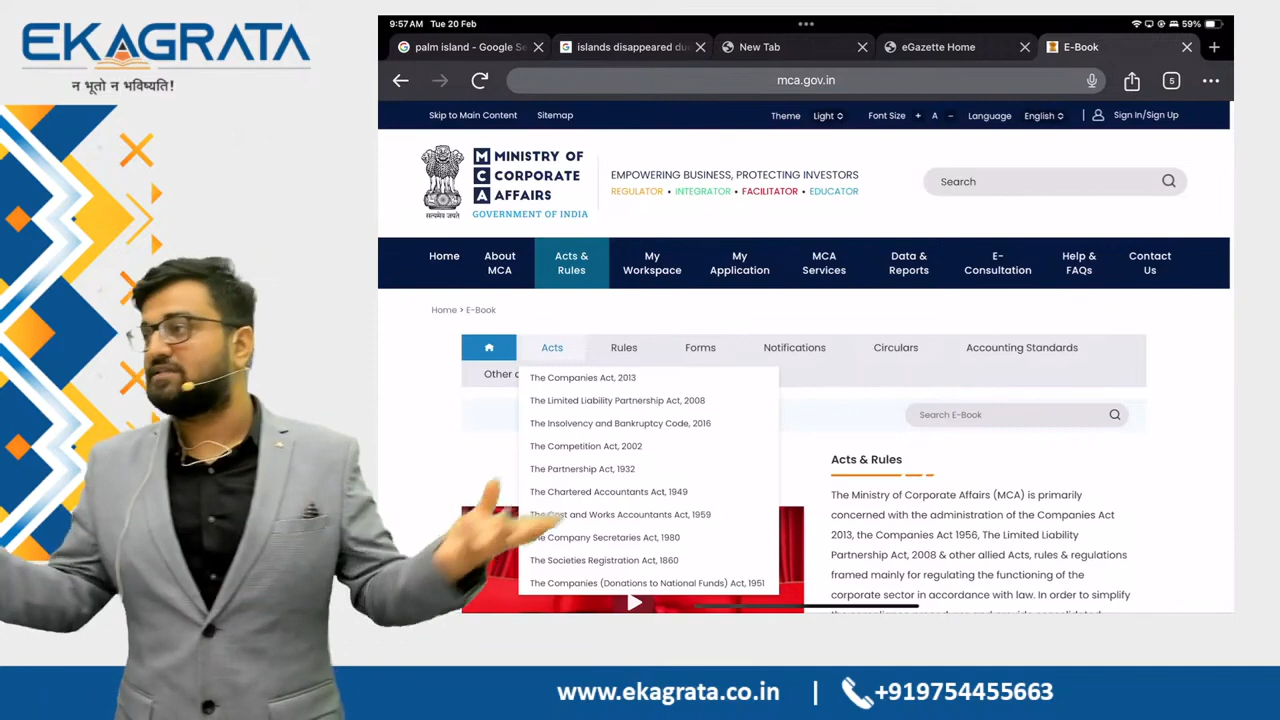 EKAGRATA
न भूतो न भविष्यति!
9:57 AM Tue 20 Feb
59%
palm island - Google Se
islands disappeared du
New Tab
eGazette Home
E-Book
mca.gov.in
5
Skip to Main Content
Sitemap
Theme
Light
Font Size + A -
Language
English
Sign In/Sign Up
M MINISTRY OF
C CORPORATE
A AFFAIRS
GOVERNMENT OF INDIA
सत्यमेव जयते
EMPOWERING BUSINESS, PROTECTING INVESTORS
REGULATOR • INTEGRATOR • FACILITATOR • EDUCATOR
Search
Home
About MCA
Acts & Rules
My Workspace
My Application
MCA Services
Data & Reports
E-Consultation
Help & FAQs
Contact Us
Home > E-Book
Acts
Rules
Forms
Notifications
Circulars
Accounting Standards
Other
The Companies Act, 2013
The Limited Liability Partnership Act, 2008
The Insolvency and Bankruptcy Code, 2016
The Competition Act, 2002
The Partnership Act, 1932
The Chartered Accountants Act, 1949
The Cost and Works Accountants Act, 1959
The Company Secretaries Act, 1980
The Societies Registration Act, 1860
The Companies (Donations to National Funds) Act, 1951
Search E-Book
Acts & Rules
The Ministry of Corporate Affairs (MCA) is primarily
concerned with the administration of the Companies Act
2013, the Companies Act 1956, The Limited Liability
Partnership Act, 2008 & other allied Acts, rules & regulations
framed mainly for regulating the functioning of the
corporate sector in accordance with law. In order to simplify
www.ekagrata.co.in | +919754455663